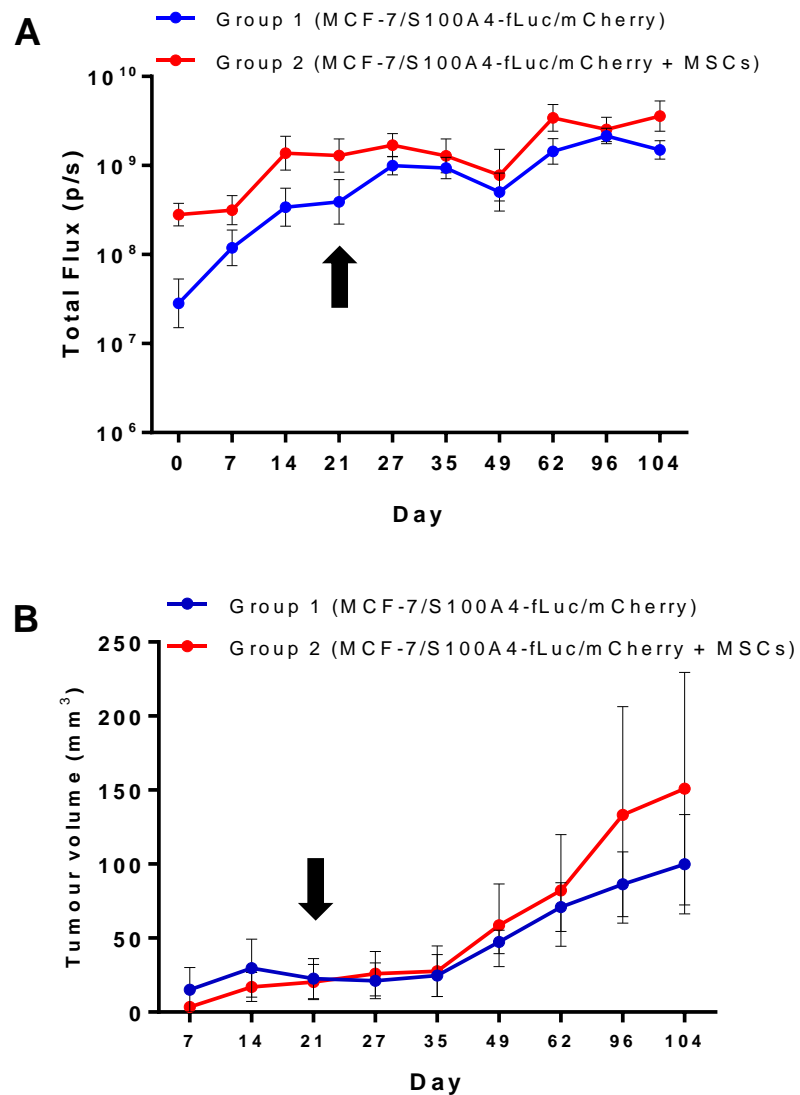 A
Group 1 (MCF-7/S100A4-fLuc/mCherry)
Group 2 (MCF-7/S100A4-fLuc/mCherry + MSCs)
Total Flux (p/s)
10^10
10^9
10^8
10^7
10^6
0 7 14 21 27 35 49 62 96 104
Day
B
Group 1 (MCF-7/S100A4-fLuc/mCherry)
Group 2 (MCF-7/S100A4-fLuc/mCherry + MSCs)
Tumour volume (mm³)
250
200
150
100
50
0
7 14 21 27 35 49 62 96 104
Day